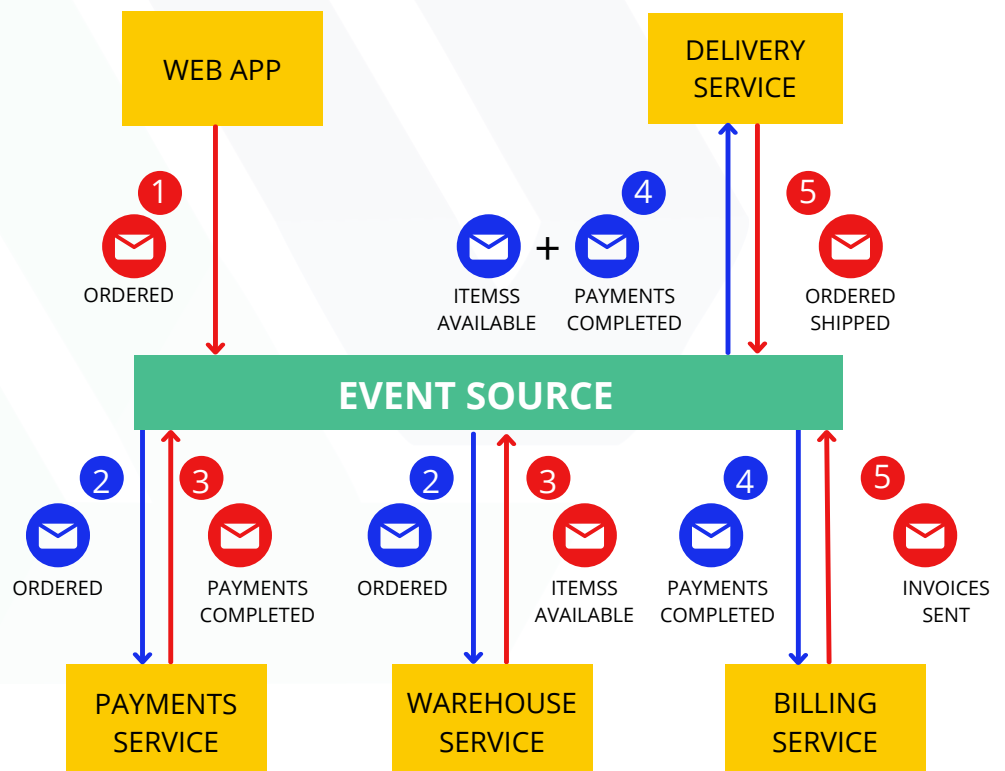 WEB APP
DELIVERY
SERVICE
1
4
5
+
ORDERED
ITEMSS
AVAILABLE
PAYMENTS
COMPLETED
ORDERED
SHIPPED
EVENT SOURCE
2
3
2
3
4
5
ORDERED
PAYMENTS
COMPLETED
ORDERED
ITEMSS
AVAILABLE
PAYMENTS
COMPLETED
INVOICES
SENT
PAYMENTS
SERVICE
WAREHOUSE
SERVICE
BILLING
SERVICE